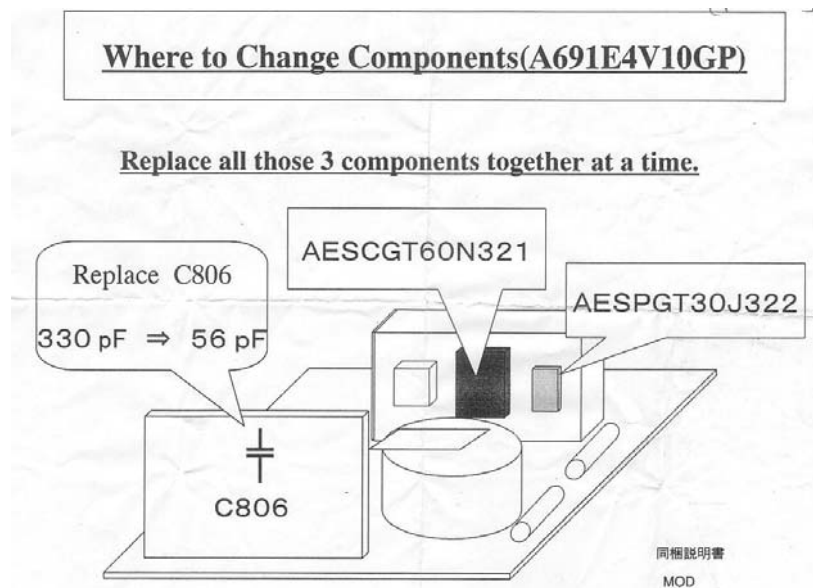 Where to Change Components(A691E4V10GP)
Replace all those 3 components together at a time.
AESCGT60N321
Replace C806
330 pF ⇒ 56 pF
AESPGT30J322
C806
同梱説明書
MOD